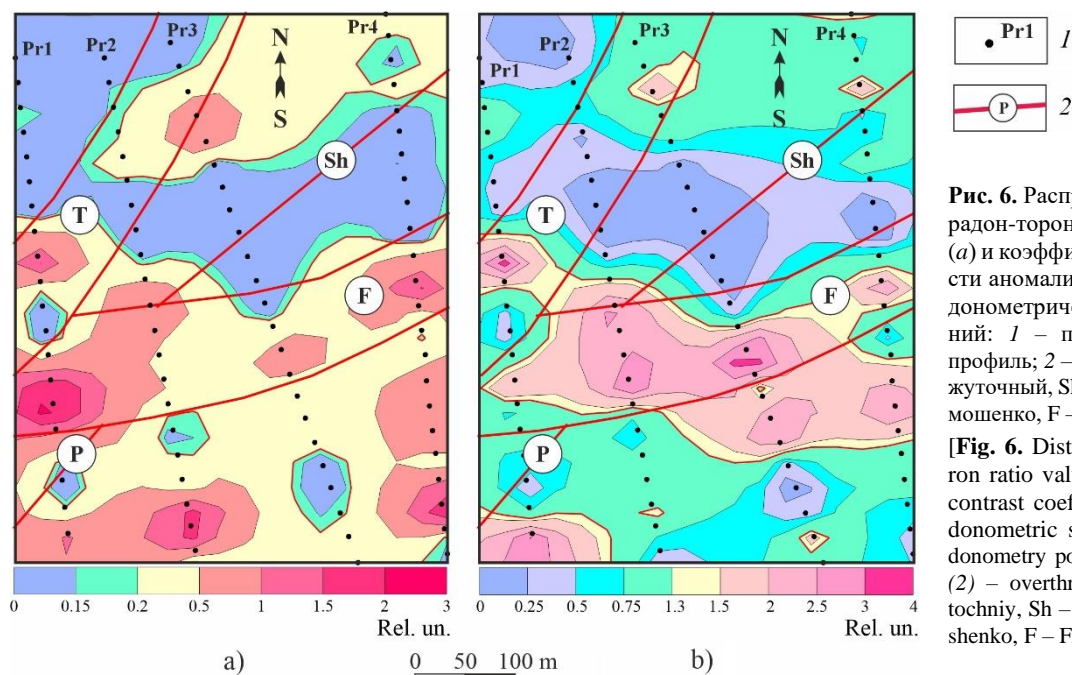 Pr1
Pr2
Pr3
Pr4
N
S
Sh
T
F
P
0 0.15 0.2 0.5 1 1.5 2 3
Rel. un.
a)
Pr1
Pr2
Pr3
Pr4
N
S
Sh
T
F
P
0 0.25 0.5 0.75 1.3 1.5 2 2.5 3 4
Rel. un.
b)
0 50 100 m
Pr1 1
P 2
Рис. 6.
радон-торон
(а) и коэффи
сти аномали
донометрич
ний: 1 – п
профиль; 2 –
жуточный, Sh
мошенко, F –
[Fig. 6. Dist
ron ratio val
contrast coef
donometric s
donometry po
(2) – overthr
tochniy, Sh –
shenko, F – F